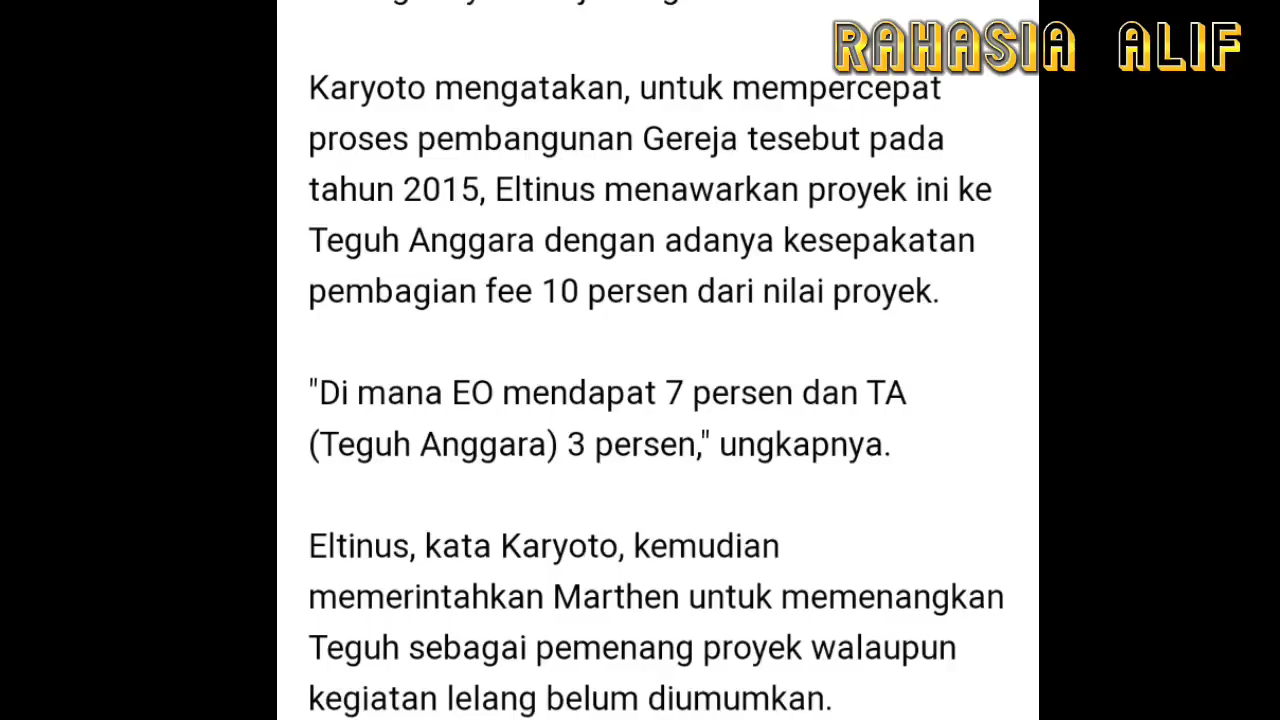 RAHASIA ALIF
Karyoto mengatakan, untuk mempercepat
proses pembangunan Gereja tesebut pada
tahun 2015, Eltinus menawarkan proyek ini ke
Teguh Anggara dengan adanya kesepakatan
pembagian fee 10 persen dari nilai proyek.
"Di mana EO mendapat 7 persen dan TA
(Teguh Anggara) 3 persen," ungkapnya.
Eltinus, kata Karyoto, kemudian
memerintahkan Marthen untuk memenangkan
Teguh sebagai pemenang proyek walaupun
kegiatan lelang belum diumumkan.